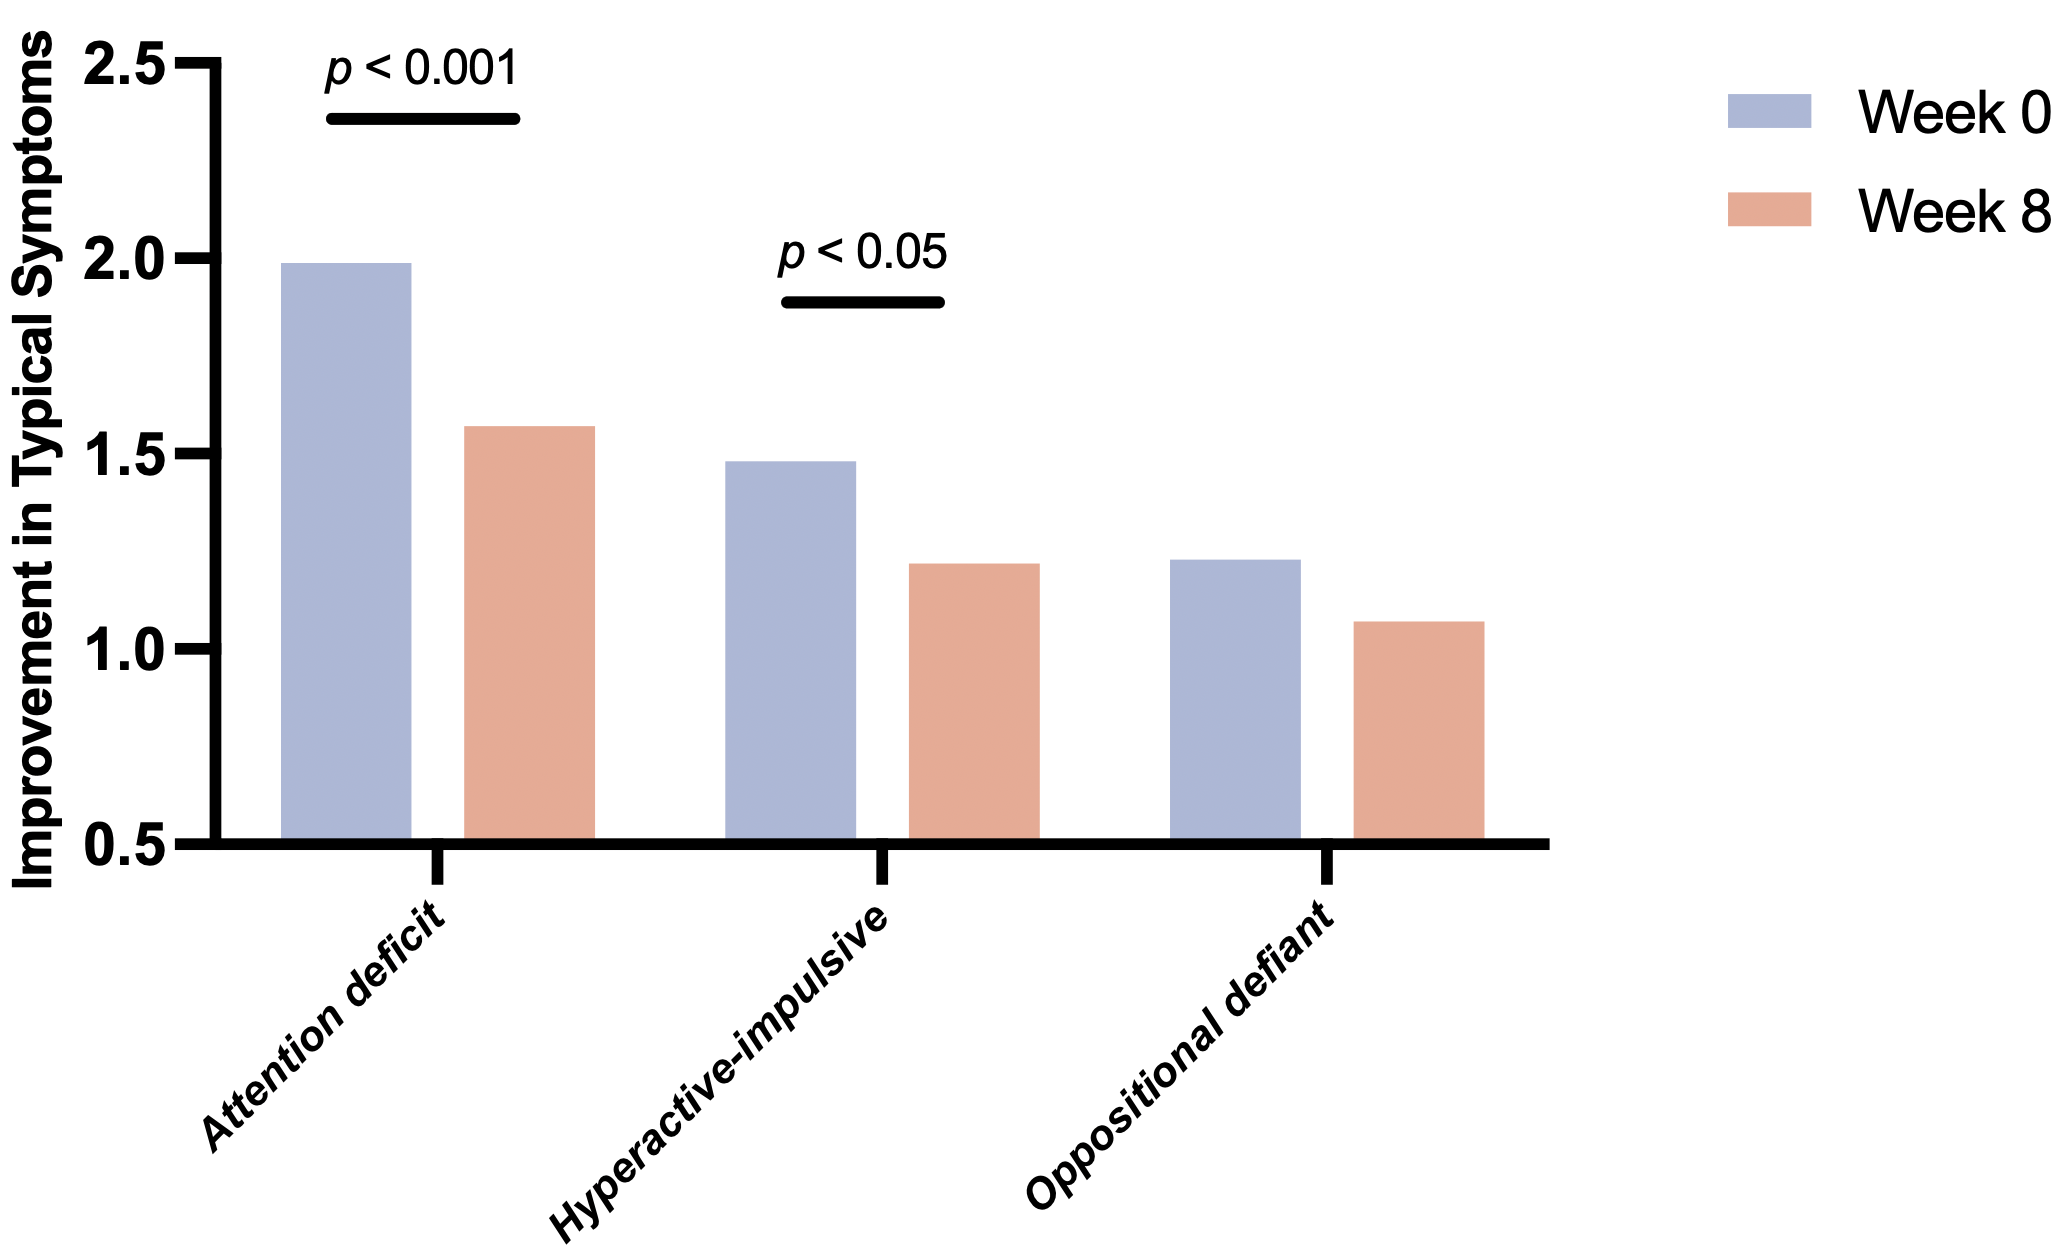 Improvement in Typical Symptoms
2.5
2.0
1.5
1.0
0.5
p < 0.001
p < 0.05
Week 0
Week 8
Attention deficit
Hyperactive-impulsive
Oppositional defiant